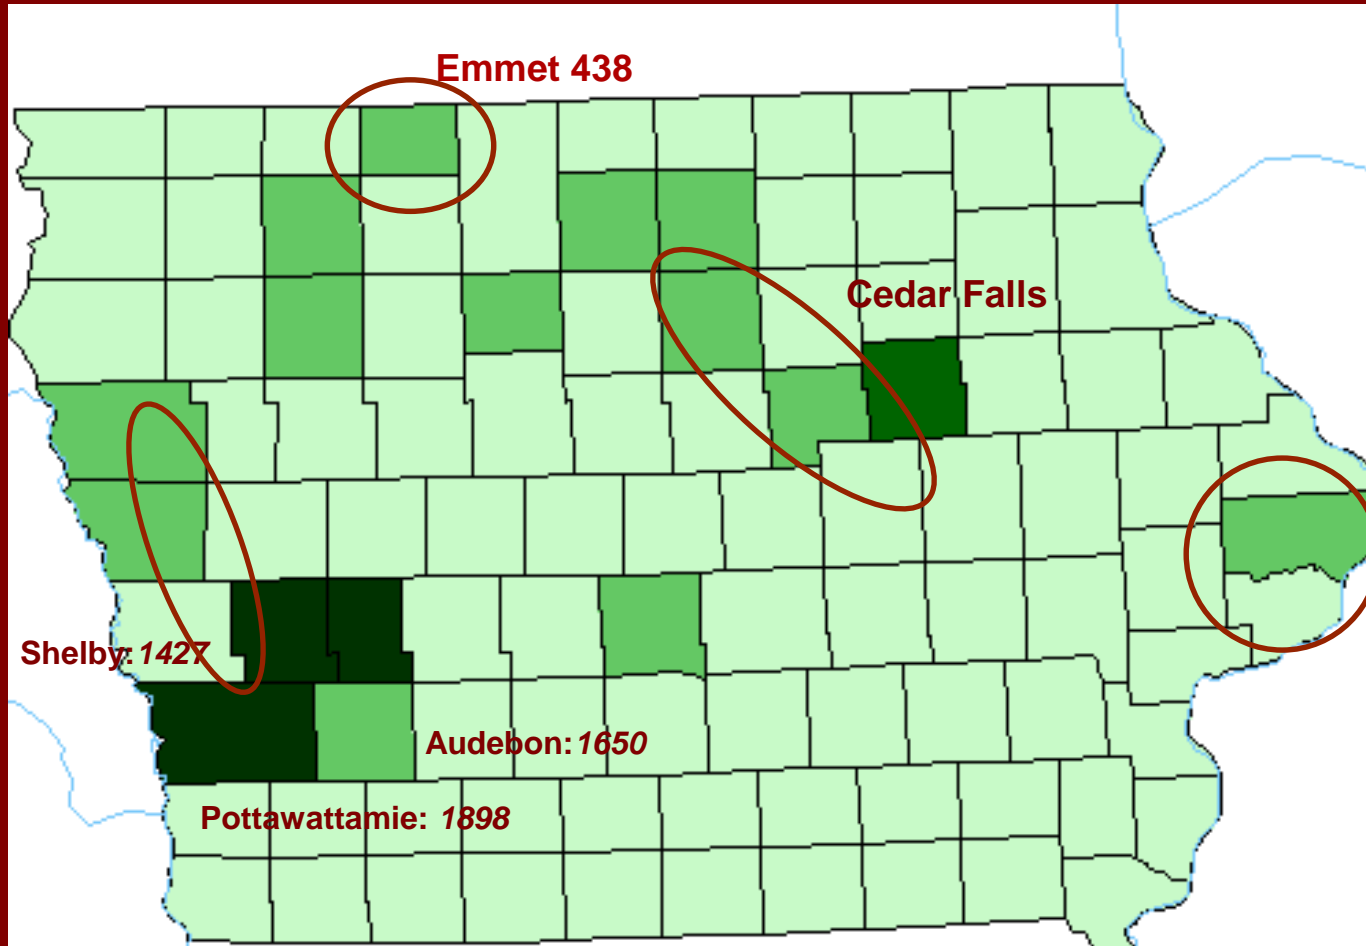 Emmet 438
Cedar Falls
Shelby: 1427
Audebon: 1650
Pottawattamie: 1898